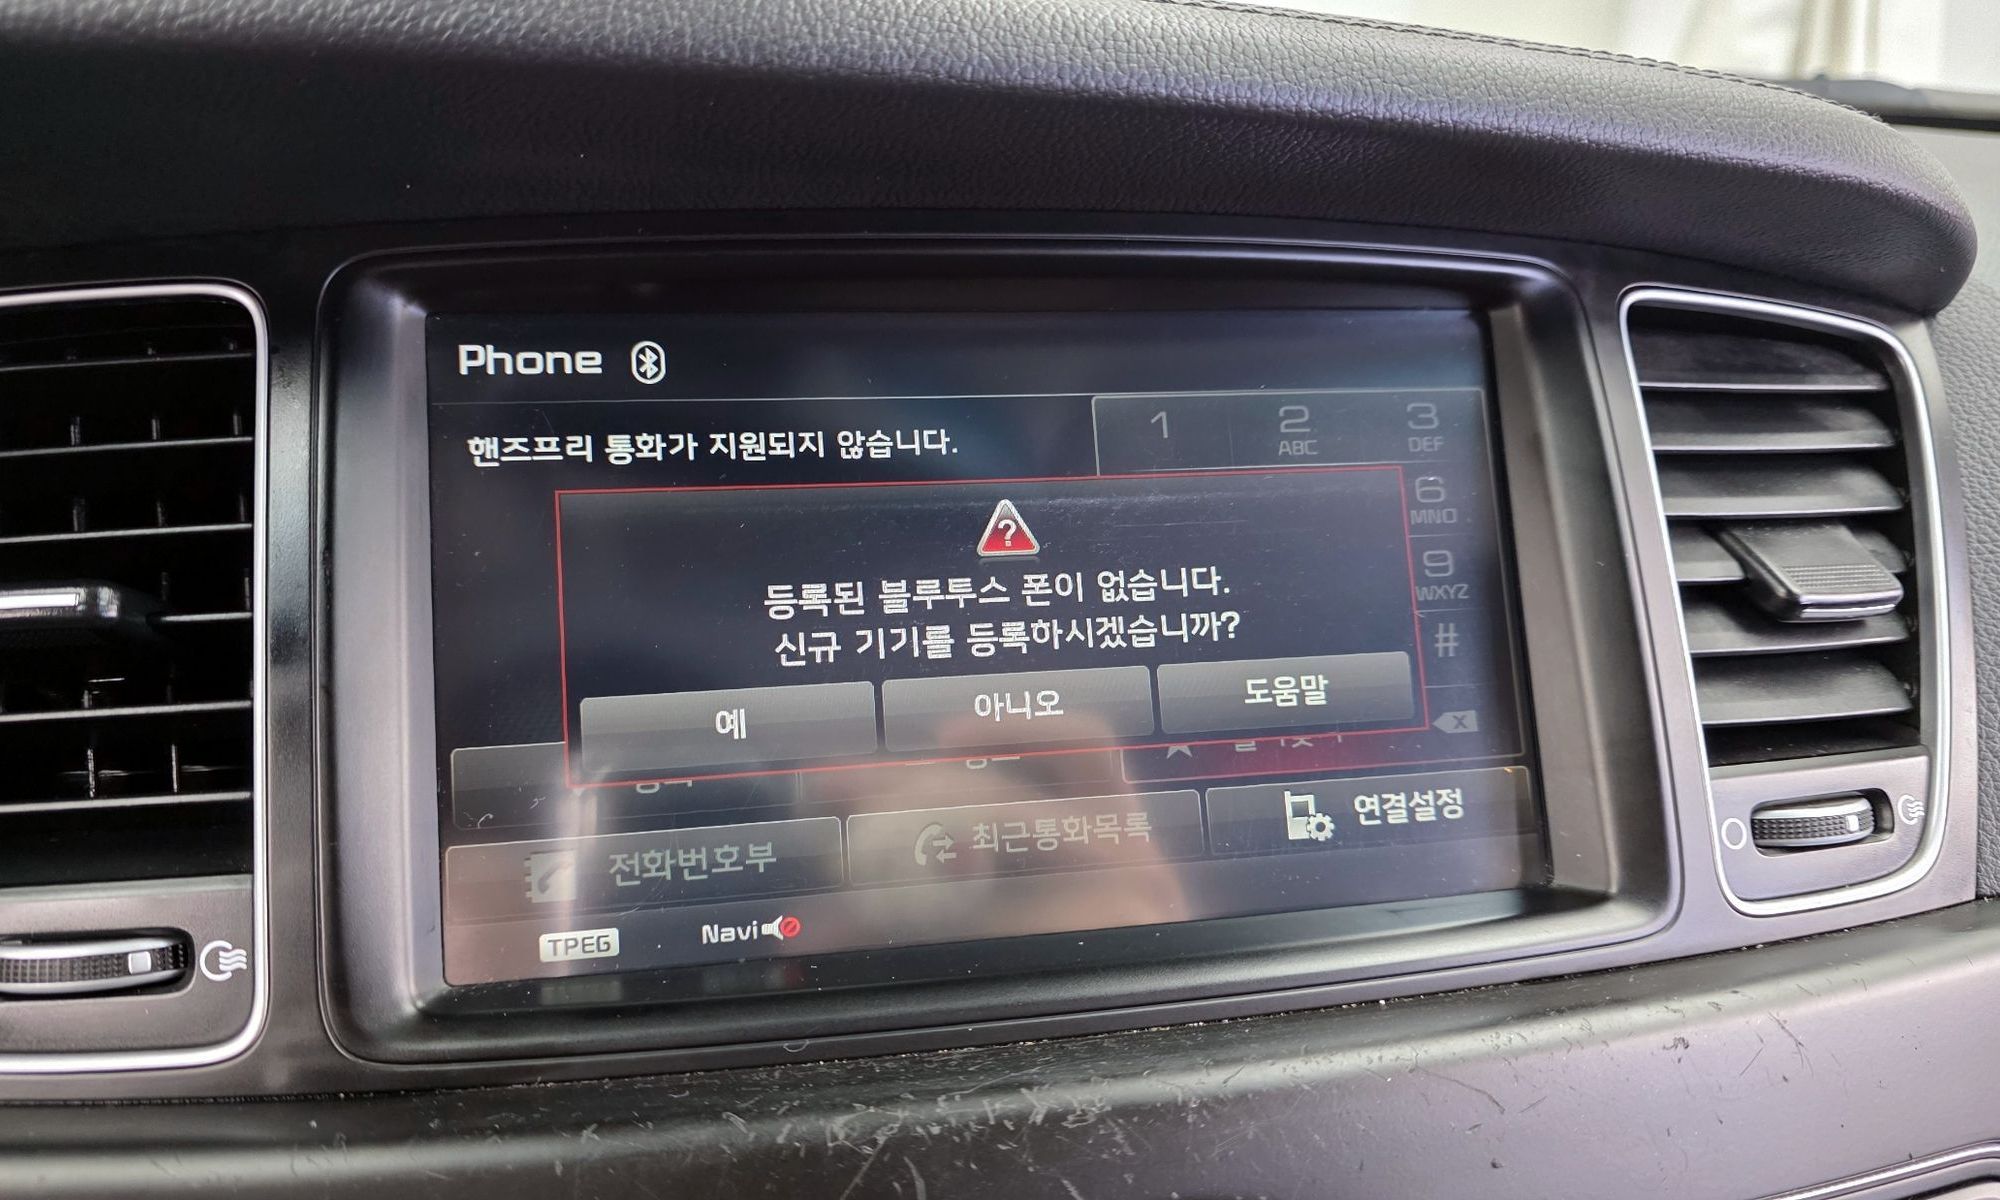 Phone
핸즈프리 통화가 지원되지 않습니다.
1
2
ABC
3
DEF
6
MNO
9
WXYZ
#
?
등록된 블루투스 폰이 없습니다.
신규 기기를 등록하시겠습니까?
예
아니오
도움말
전화번호부
최근통화목록
연결설정
TPEG
Navi